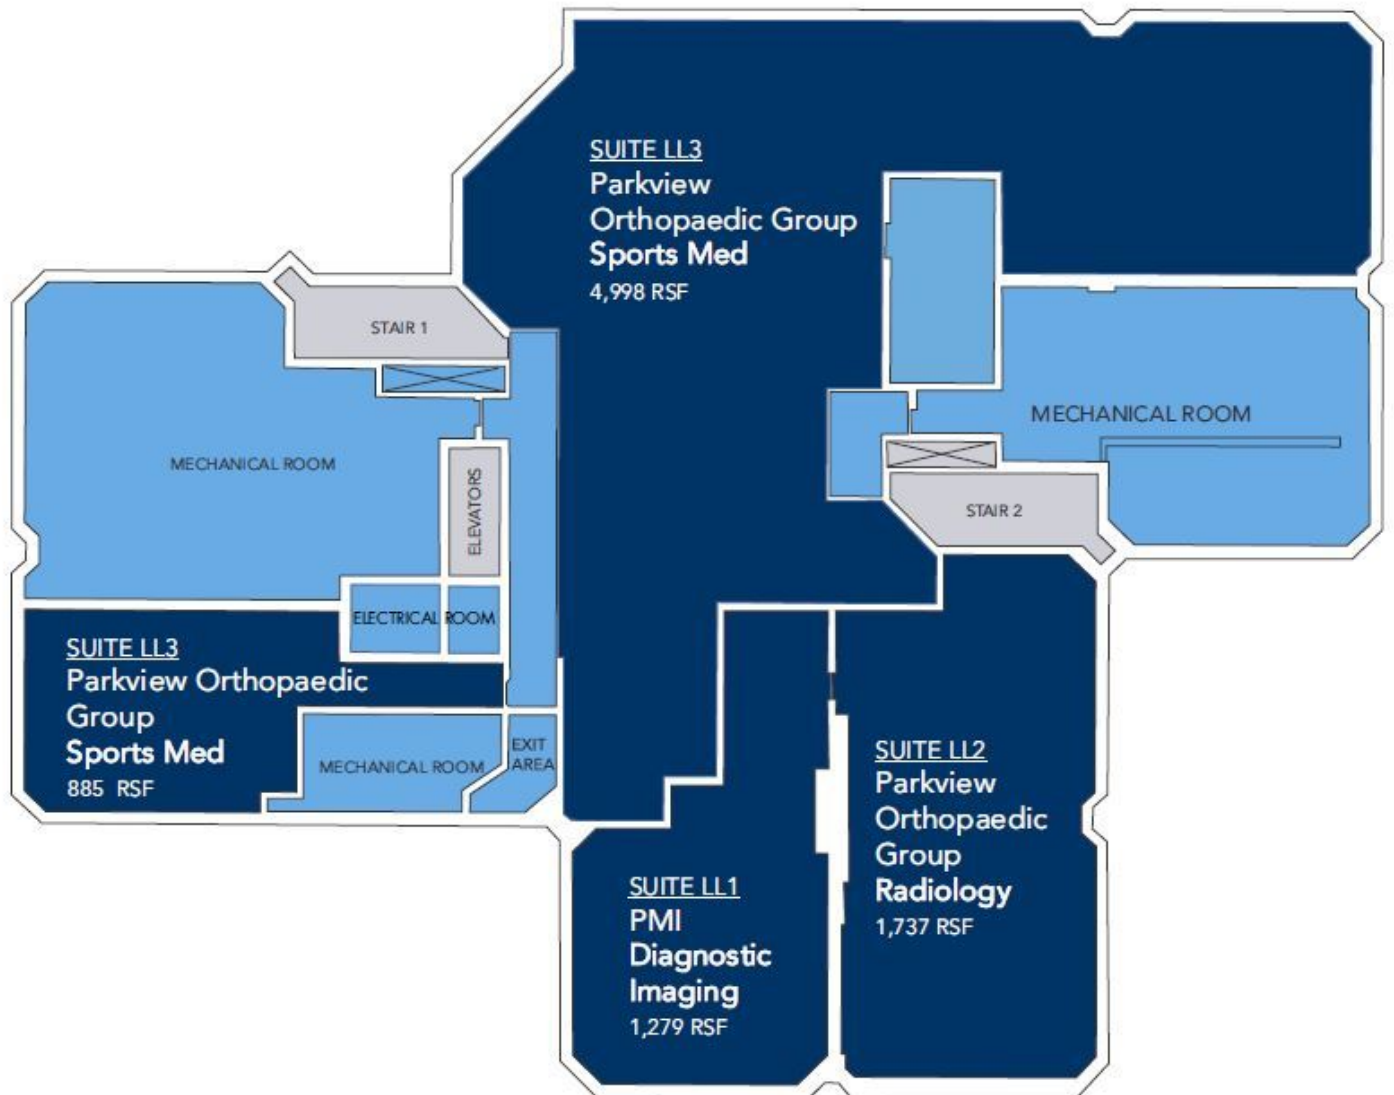 SUITE LL3
Parkview
Orthopaedic Group
Sports Med
4,998 RSF
STAIR 1
MECHANICAL ROOM
MECHANICAL ROOM
ELEVATORS
STAIR 2
ELECTRICAL ROOM
SUITE LL3
Parkview Orthopaedic
Group
Sports Med
885 RSF
MECHANICAL ROOM
EXIT
AREA
SUITE LL2
Parkview
Orthopaedic
Group
Radiology
1,737 RSF
SUITE LL1
PMI
Diagnostic
Imaging
1,279 RSF